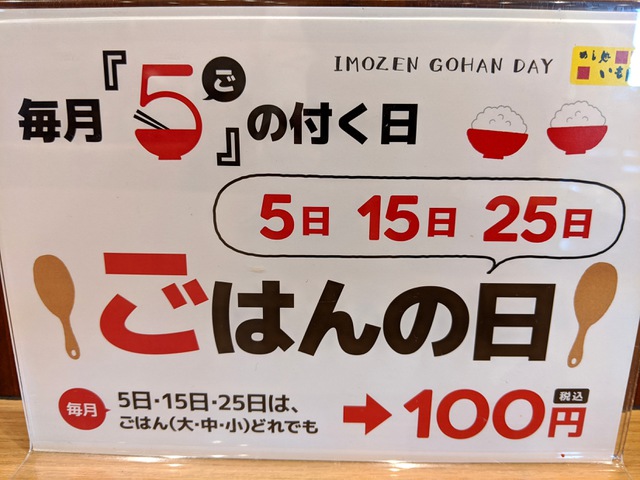 IMOZEN GOHAN DAY
めし処
毎月『5ご』の付く日
5日 15日 25日
ごはんの日
毎月
5日・15日・25日は、
ごはん(大・中・小)どれでも
➡100円
税込